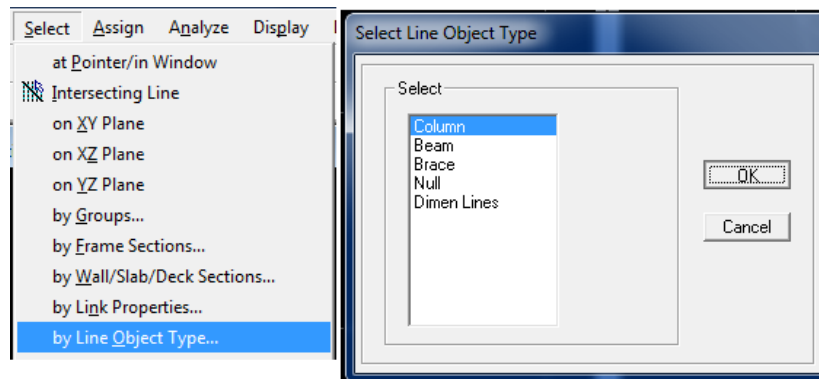 Select Assign Analyze Display
at Pointer/in Window
Intersecting Line
on XY Plane
on XZ Plane
on YZ Plane
by Groups...
by Frame Sections...
by Wall/Slab/Deck Sections...
by Link Properties...
by Line Object Type...
Select Line Object Type
Select
Column
Beam
Brace
Null
Dimen Lines
OK
Cancel